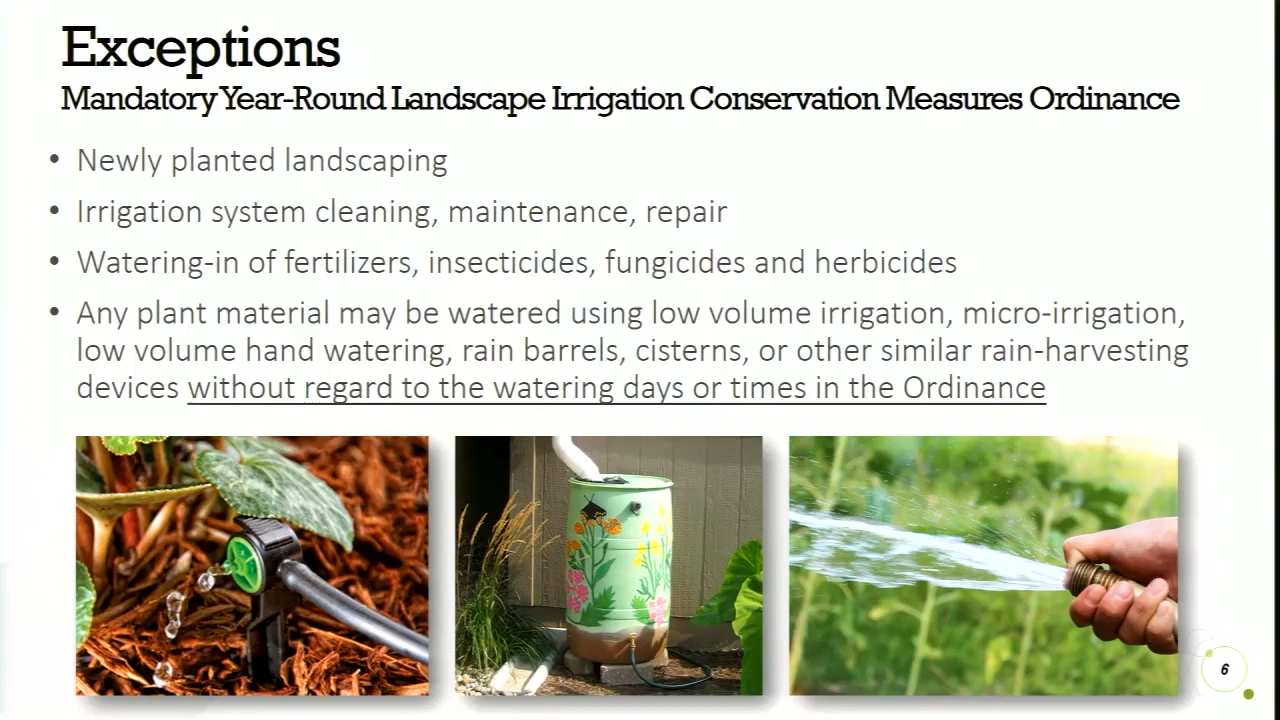 Exceptions
Mandatory Year-Round Landscape Irrigation Conservation Measures Ordinance
• Newly planted landscaping
• Irrigation system cleaning, maintenance, repair
• Watering-in of fertilizers, insecticides, fungicides and herbicides
• Any plant material may be watered using low volume irrigation, micro-irrigation,
low volume hand watering, rain barrels, cisterns, or other similar rain-harvesting
devices without regard to the watering days or times in the Ordinance
6